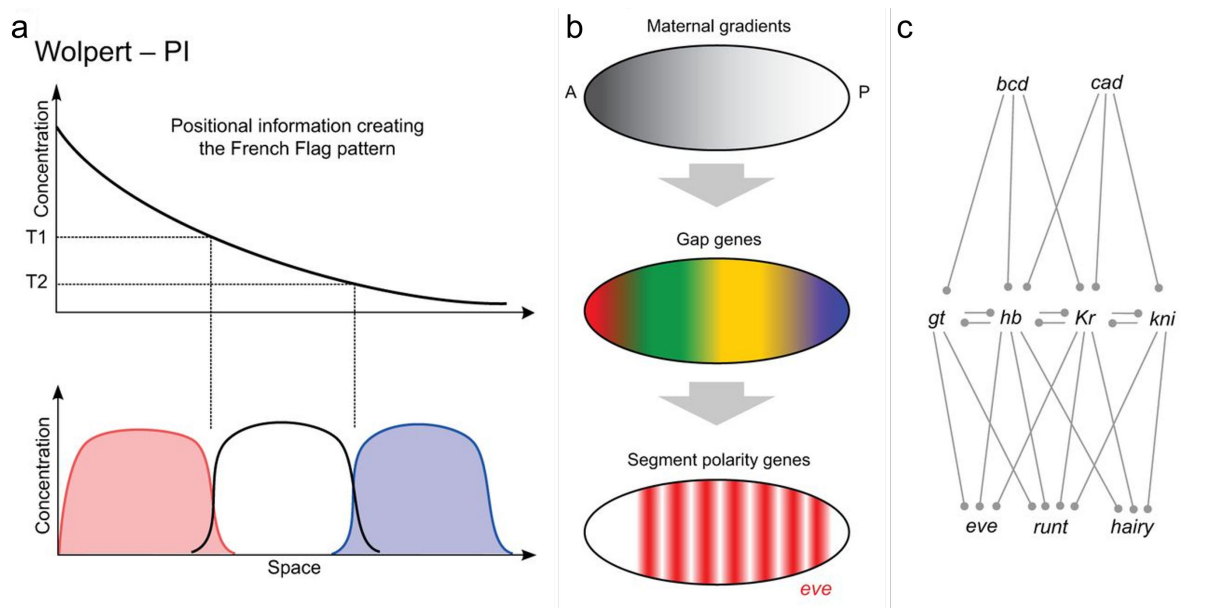 a
Wolpert – PI
Concentration
Positional information creating
the French Flag pattern
T1
T2
Concentration
Space
b
Maternal gradients
A
P
Gap genes
Segment polarity genes
eve
c
bcd cad
gt hb Kr kni
eve runt hairy